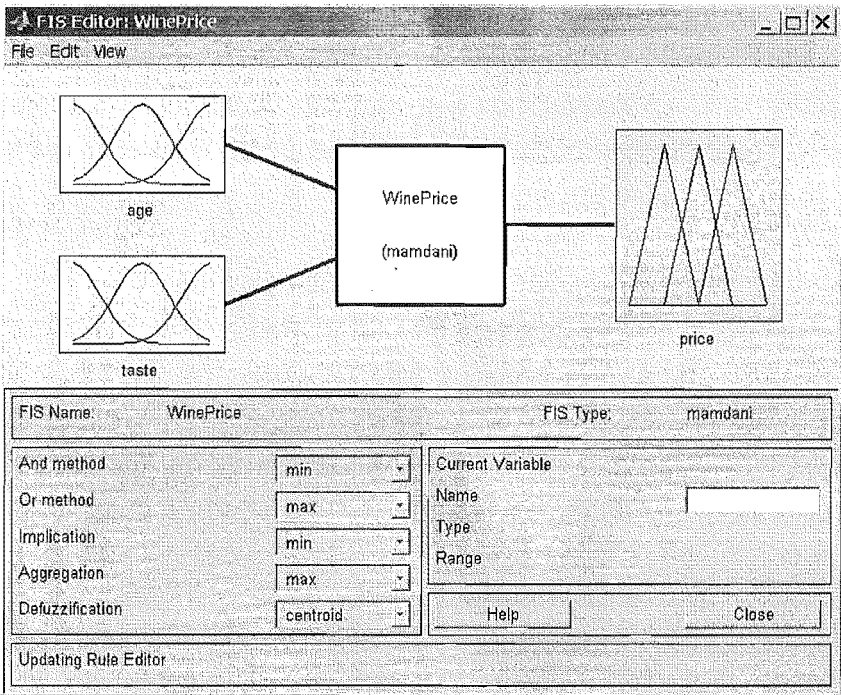 FIS Editor: WinePrice
File Edit View
age
WinePrice
(mamdani)
taste
price
FIS Name: WinePrice FIS Type: mamdani
And method min
Or method max
Implication min
Aggregation max
Defuzzification centroid
Current Variable
Name
Type
Range
Help Close
Updating Rule Editor